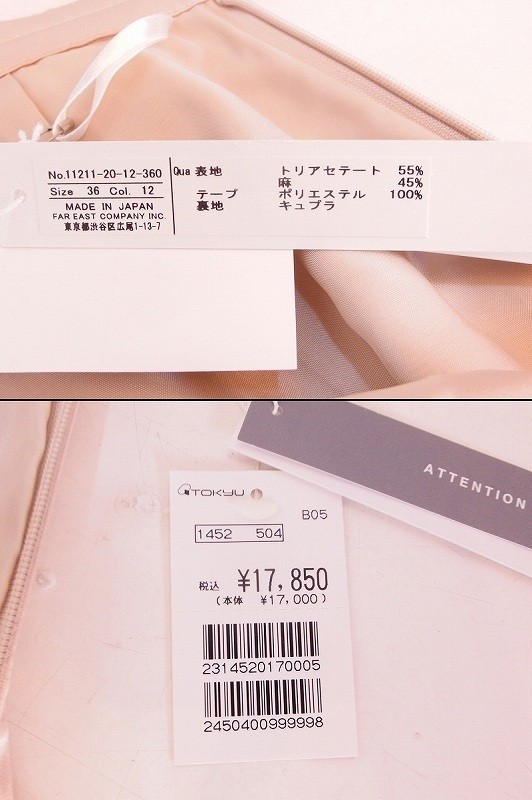 No.11211-20-12-360
Size 36 Col. 12
MADE IN JAPAN
FAR EAST COMPANY INC.
東京都渋谷区広尾1-13-7
Qua 表地 トリアセテート 55%
麻 45%
テープ ポリエステル 100%
裏地 キュプラ
ATTENTION
TOKYU
B05
1452 504
税込 ¥17,850
(本体 ¥17,000)
2314520170005
2450400999998